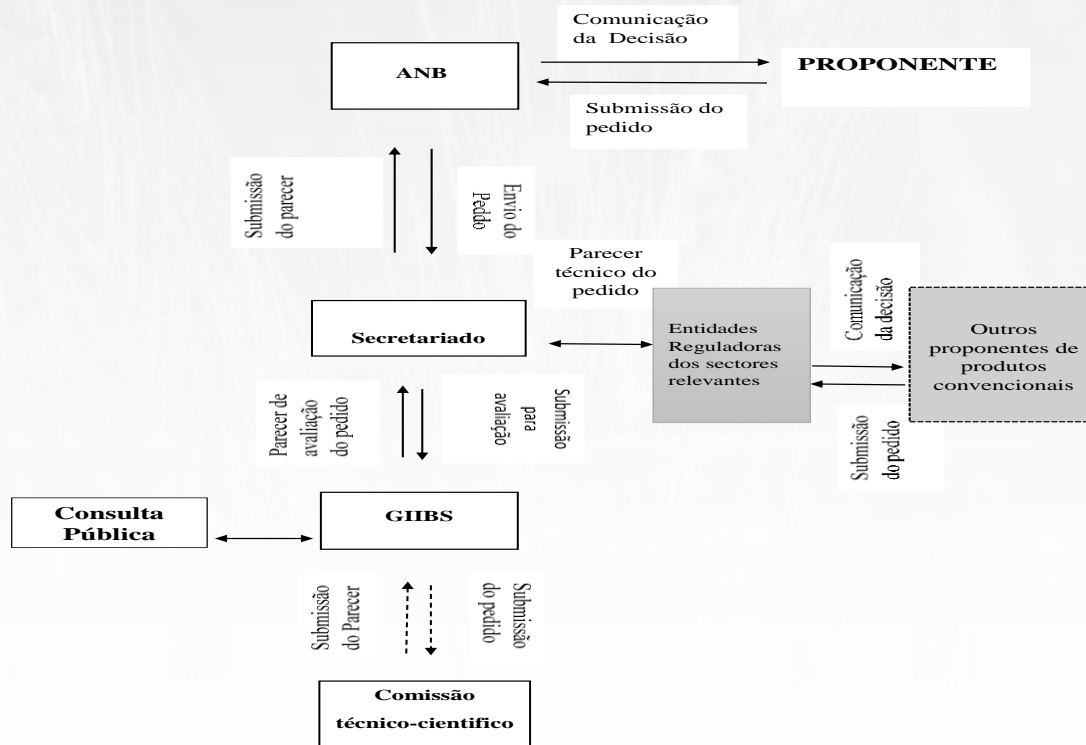 Comunicação
da Decisão
ANB
PROPONENTE
Submissão do
pedido
Submissão
do parecer
Envio do
Peddo
Parecer
técnico do
pedido
Comunicação
da decisão
Secretariado
Entidades
Reguladoras
dos sectores
relevantes
Outros
proponentes de
produtos
convencionais
Submissão
do pedido
Parecer de
avaliação
do pedido
Submissão
para
avaliação
Consulta
Pública
GIIBS
Submissão
do Parecer
Submissão
do pedido
Comissão
técnico-cientifico